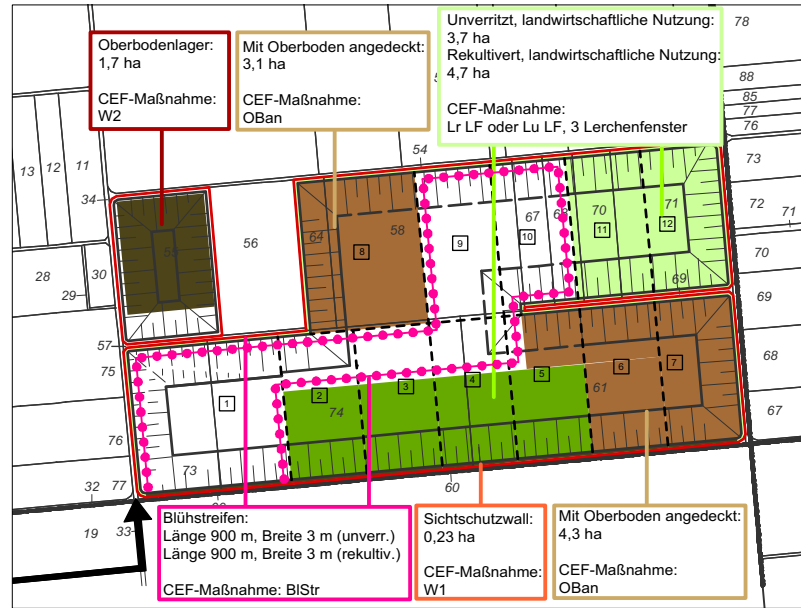 Oberbodenlager:
1,7 ha
CEF-Maßnahme:
W2
Mit Oberboden angedeckt:
3,1 ha
CEF-Maßnahme:
OBan
Unverritzt, landwirtschaftliche Nutzung:
3,7 ha
Rekultivert, landwirtschaftliche Nutzung:
4,7 ha
CEF-Maßnahme:
Lr LF oder Lu LF, 3 Lerchenfenster
78
88
85
77
76
13 12 11
54
73
34
72 71
56
64
58
67
70
71
55
8
9
10
11
12
70
28
30
29
69
69
57
75
68
1
2
3
4
5
6
7
61
74
76
67
73
32
77
60
19
33
Blühstreifen:
Länge 900 m, Breite 3 m (unverr.)
Länge 900 m, Breite 3 m (rekultiv.)
CEF-Maßnahme: BlStr
Sichtschutzwall:
0,23 ha
CEF-Maßnahme:
W1
Mit Oberboden angedeckt:
4,3 ha
CEF-Maßnahme:
OBan